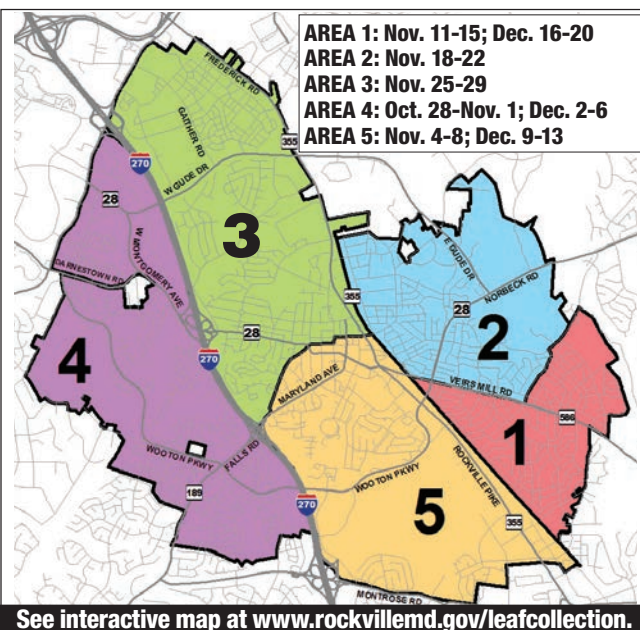 AREA 1: Nov. 11-15; Dec. 16-20
AREA 2: Nov. 18-22
AREA 3: Nov. 25-29
AREA 4: Oct. 28-Nov. 1; Dec. 2-6
AREA 5: Nov. 4-8; Dec. 9-13
FREDERICK RD
GAITHER RD
355
270
W GUDE DR
28
3
W MONTGOMERY AVE
DARNESTOWN RD
E GUDE DR
NORBECK RD
355
28
28
2
270
4
MARYLAND AVE
VEIRS MILL RD
586
1
WOOTON PKWY
FALLS RD
WOOTON PKWY
ROCKVILLE PIKE
189
270
5
355
MONTROSE RD
See interactive map at www.rockvillemd.gov/leafcollection.